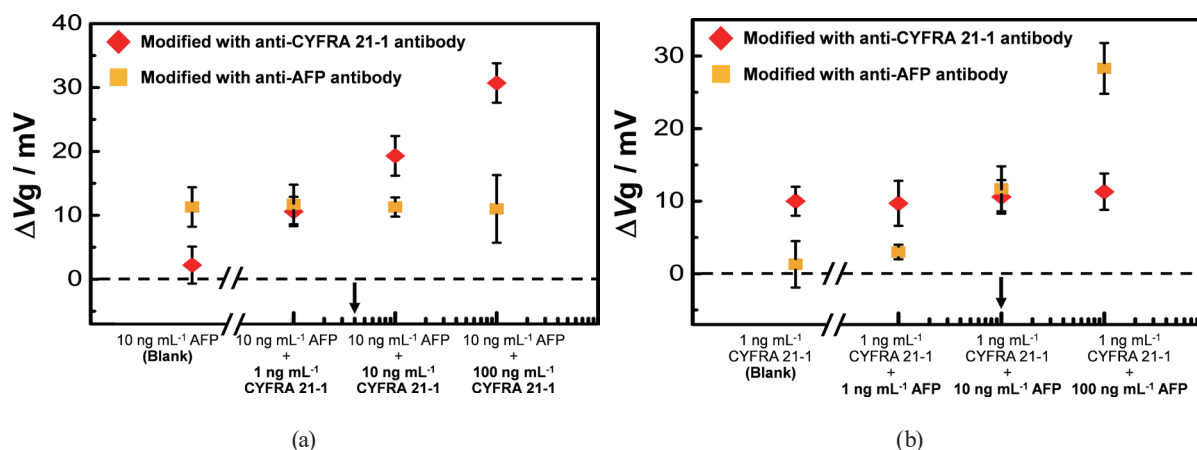 40
30
20
10
0
ΔVg / mV
Modified with anti-CYFRA 21-1 antibody
Modified with anti-AFP antibody
10 ng mL⁻¹ AFP
(Blank)
10 ng mL⁻¹ AFP
+
1 ng mL⁻¹
CYFRA 21-1
10 ng mL⁻¹ AFP
+
10 ng mL⁻¹
CYFRA 21-1
10 ng mL⁻¹ AFP
+
100 ng mL⁻¹
CYFRA 21-1
(a)
30
20
10
0
ΔVg / mV
Modified with anti-CYFRA 21-1 antibody
Modified with anti-AFP antibody
1 ng mL⁻¹
CYFRA 21-1
(Blank)
1 ng mL⁻¹
CYFRA 21-1
+
1 ng mL⁻¹ AFP
1 ng mL⁻¹
CYFRA 21-1
+
10 ng mL⁻¹ AFP
1 ng mL⁻¹
CYFRA 21-1
+
100 ng mL⁻¹ AFP
(b)